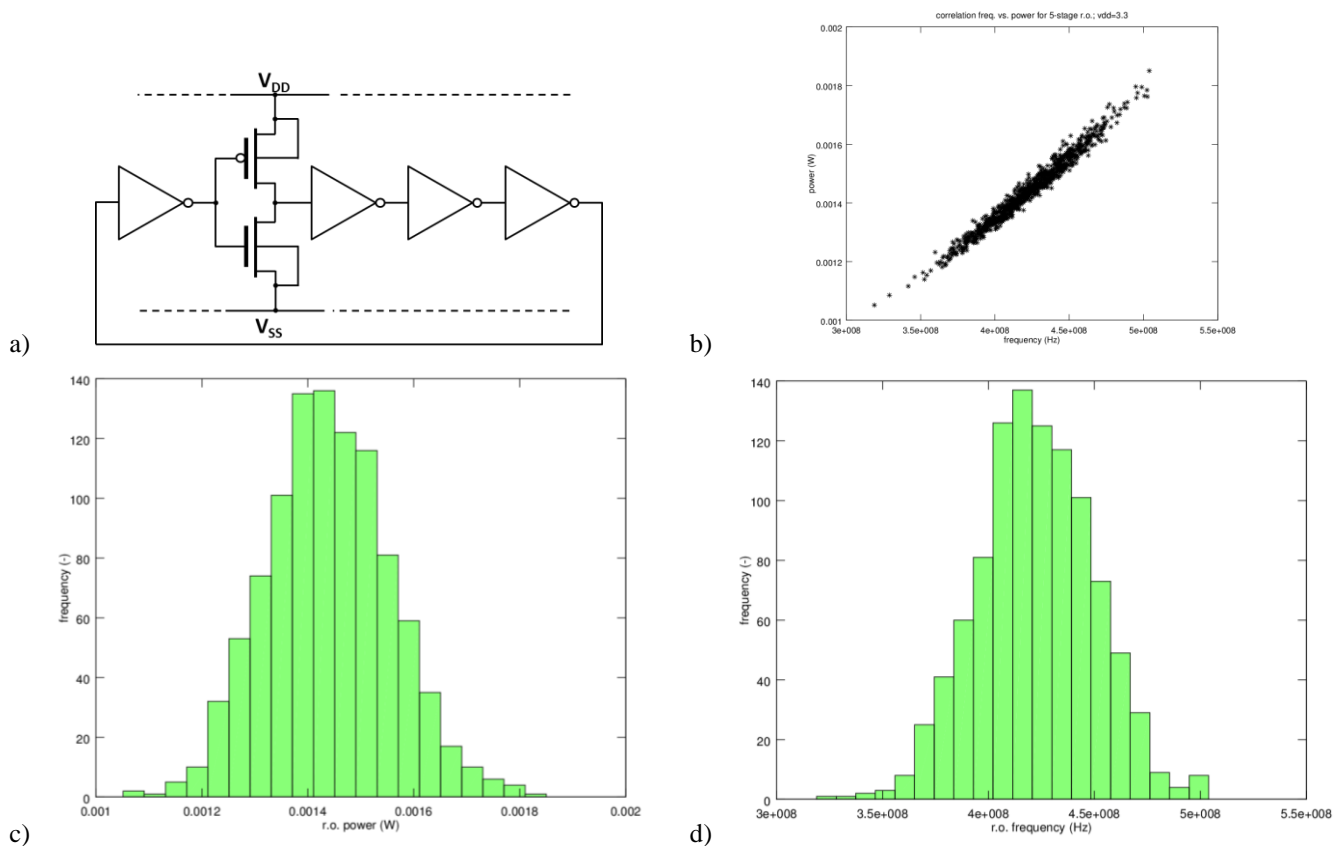 a)
V_DD
V_SS
b)
correlation freq. vs. power for 5-stage r.o.; vdd=3.3
0.002
0.0018
0.0016
0.0014
0.0012
0.001
power (W)
3e+008 3.5e+008 4e+008 4.5e+008 5e+008 5.5e+008
frequency (Hz)
c)
140
120
100
80
60
40
20
0
frequency (-)
0.001 0.0012 0.0014 0.0016 0.0018 0.002
r.o. power (W)
d)
140
120
100
80
60
40
20
0
frequency (-)
3e+008 3.5e+008 4e+008 4.5e+008 5e+008 5.5e+008
r.o. frequency (Hz)